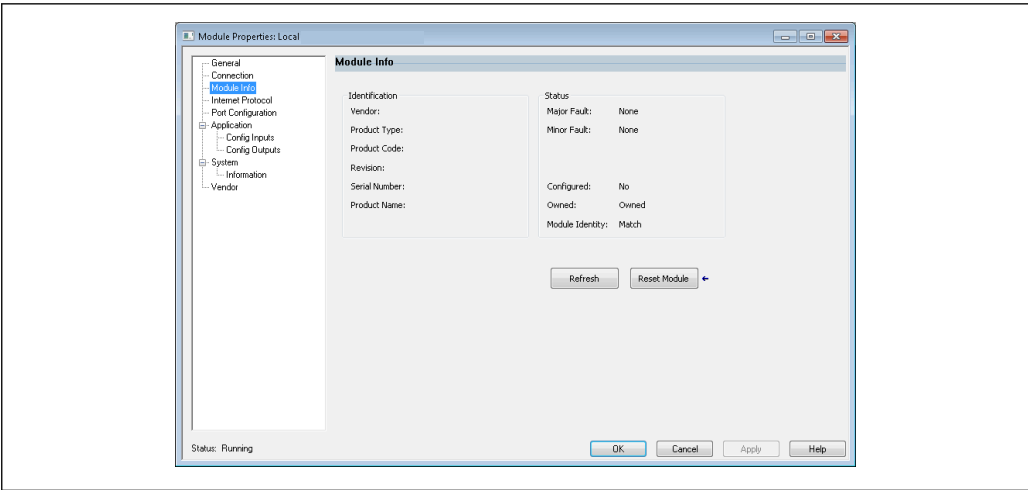 Module Properties: Local
General
Connection
Module Info
Internet Protocol
Port Configuration
Application
Config Inputs
Config Outputs
System
Information
Vendor
Module Info
Identification
Vendor:
Product Type:
Product Code:
Revision:
Serial Number:
Product Name:
Status
Major Fault: None
Minor Fault: None
Configured: No
Owned: Owned
Module Identity: Match
Refresh
Reset Module
Status: Running
OK
Cancel
Apply
Help